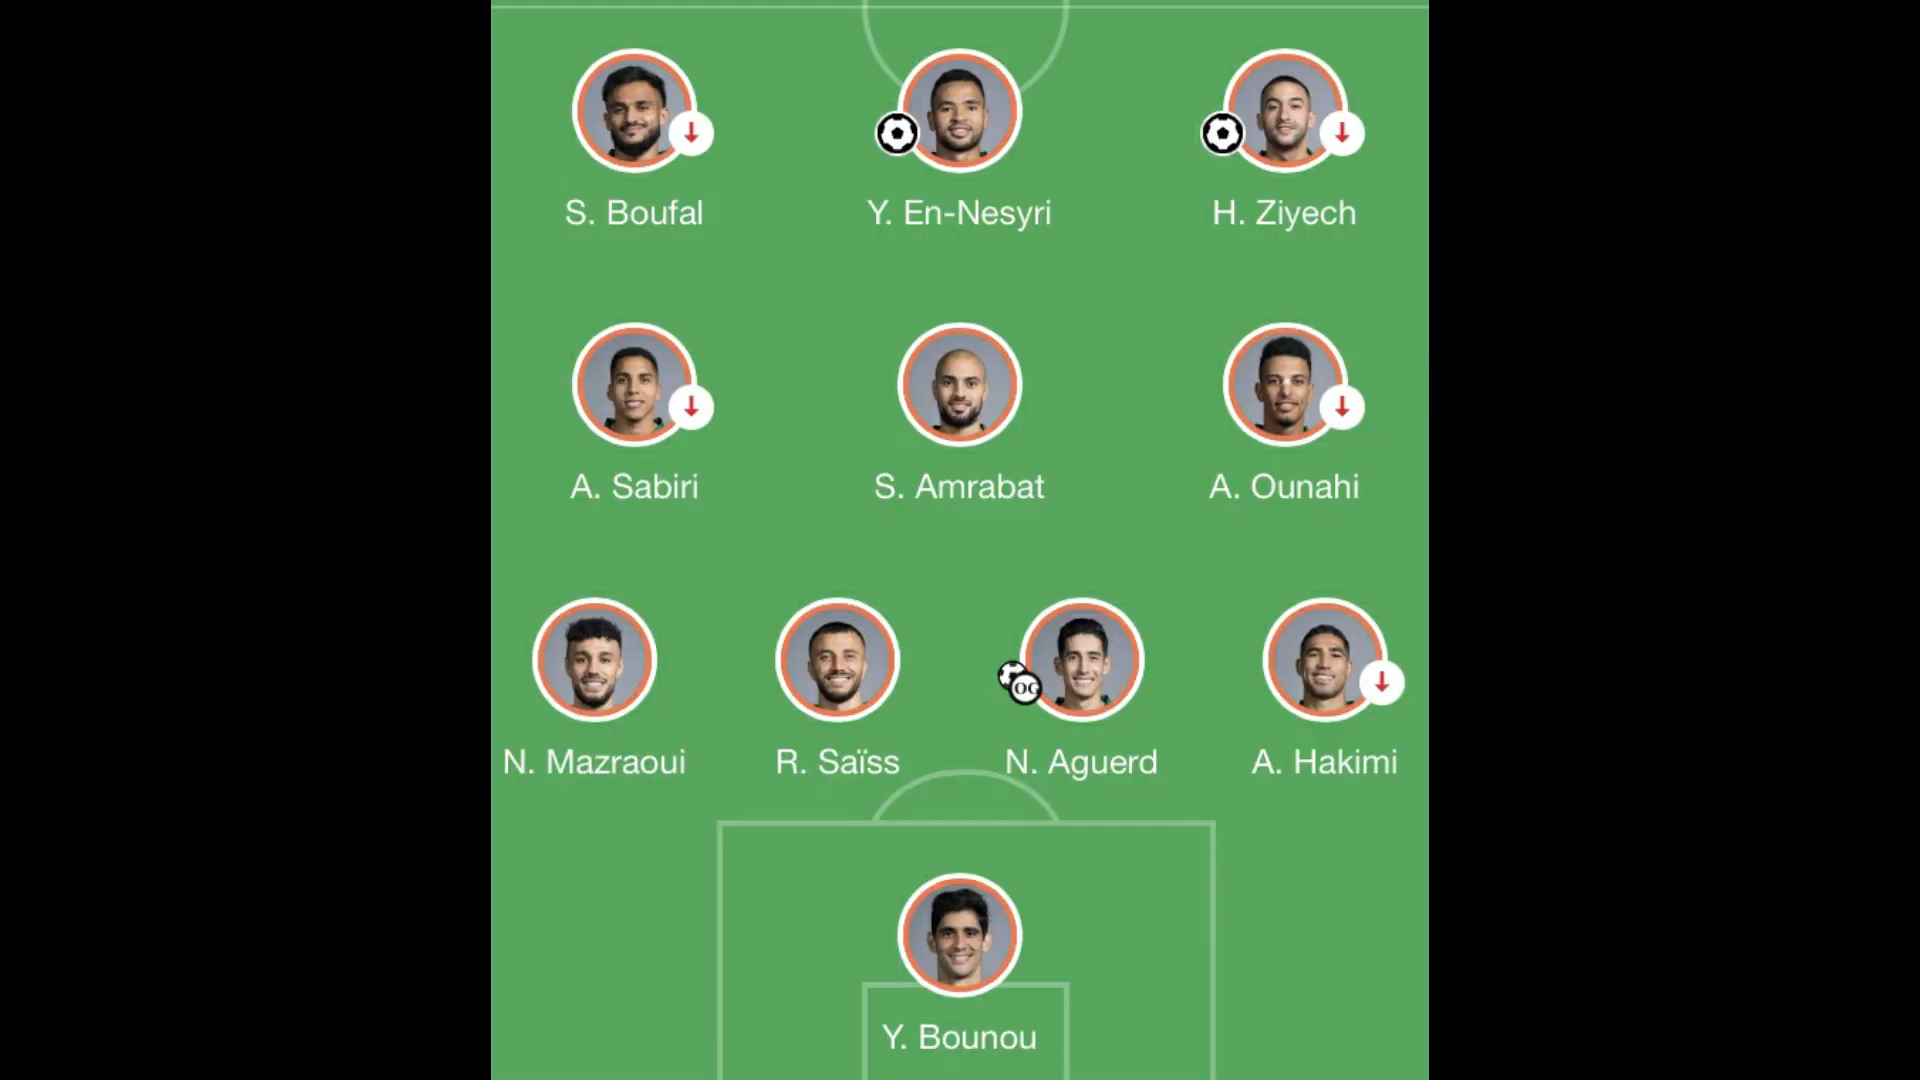 S. Boufal
Y. En-Nesyri
H. Ziyech
A. Sabiri
S. Amrabat
A. Ounahi
N. Mazraoui
R. Saïss
OG
N. Aguerd
A. Hakimi
Y. Bounou